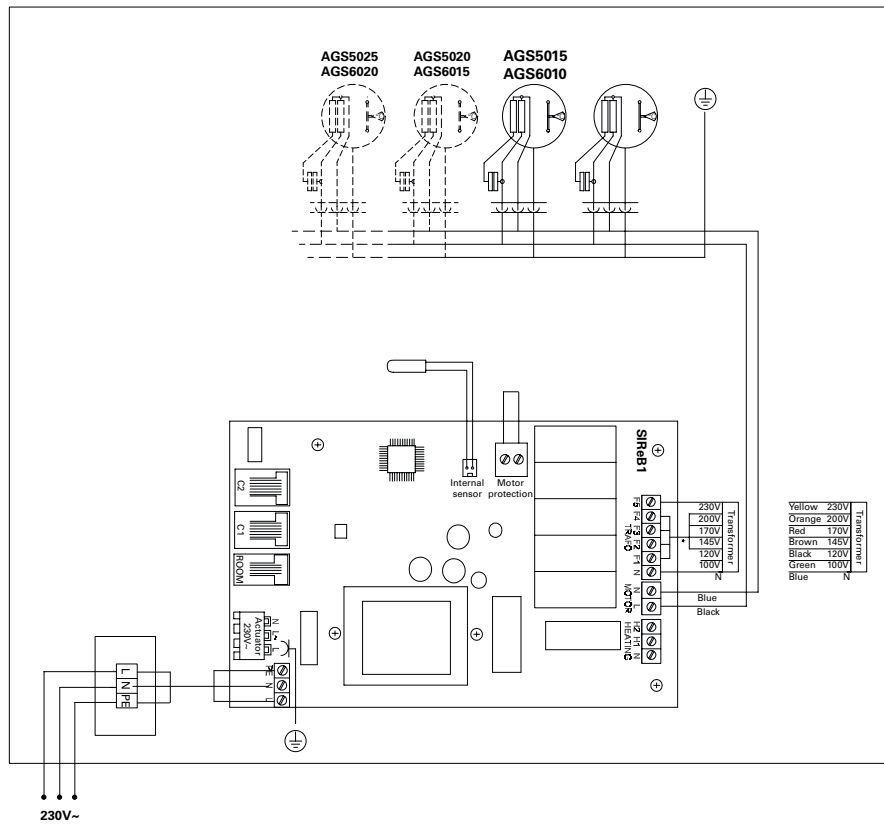 AGS5025
AGS6020
AGS5020
AGS6015
AGS5015
AGS6010
SIReB1
Internal
sensor
Motor
protection
C2
C1
ROOM
Actuator
230V~
N
L~
L
PE
N
L
F5
F4
F3
F2
F1
N
TRAFO
N
L
MOTOR
H2
H1
N
HEATING
*
230V
200V
170V
145V
120V
100V
N
Transformer
Yellow 230V
Orange 200V
Red 170V
Brown 145V
Black 120V
Green 100V
Blue N
Transformer
Blue
Black
L
N
PE
230V~